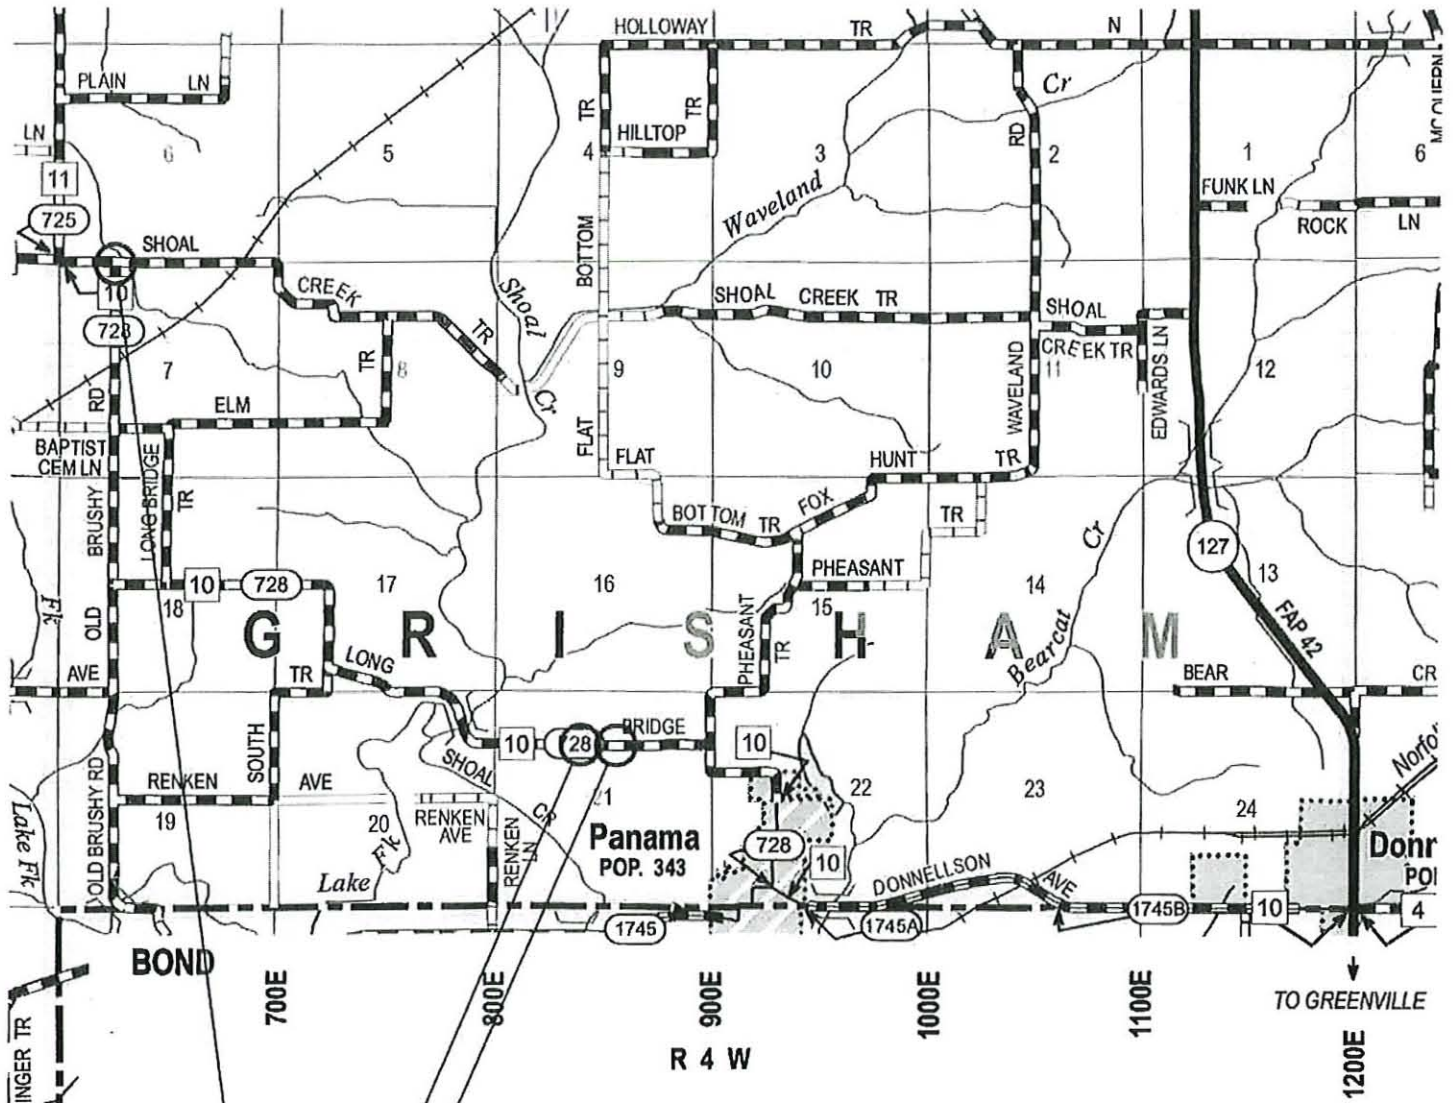 HOLLOWAY TR N
PLAIN LN
TR
TR
Cr
MC QUERN
LN
HILLTOP
RD
6
5
4
3
2
1
6
11
FUNK LN
Waveland
725
ROCK LN
SHOAL
BOTTOM
10
CREEK
Shoal
SHOAL CREEK TR
SHOAL
728
TR
CREEK TR
EDWARDS LN
7
TR
8
9
10
WAVELAND
11
12
RD
ELM
Cr
BAPTIST
CEM LN
FLAT
FLAT
HUNT TR
LONG BRIDGE
TR
BRUSHY
BOTTOM TR
FOX
TR
Cr
127
10
728
17
16
PHEASANT
14
13
18
15
Fk
OLD
G R I S H A M
PHEASANT
TR
FAP 42
AVE
TR
LONG
Bearcat
BEAR
CR
10
728
BRIDGE
10
SOUTH
SHOAL
Norfo
RENKEN AVE
CR
21
22
23
24
OLD BRUSHY RD
19
20
RENKEN
AVE
RENKEN
LN
Panama
POP. 343
728
10
Donr
Lake Fk
Fk
Lake
DONNELLSON AVE
1745
1745A
1745B
10
4
BOND
700E
800E
900E
1000E
1100E
TO GREENVILLE
R 4 W
1200E
INGER TR